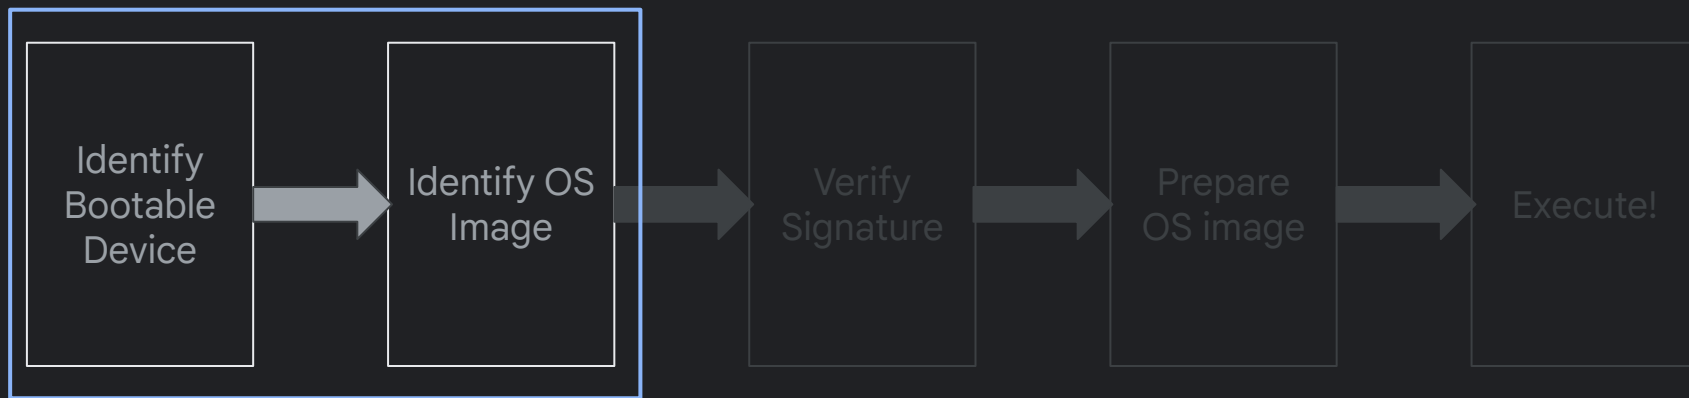 Identify
Bootable
Device
Identify OS
Image
Verify
Signature
Prepare
OS image
Execute!